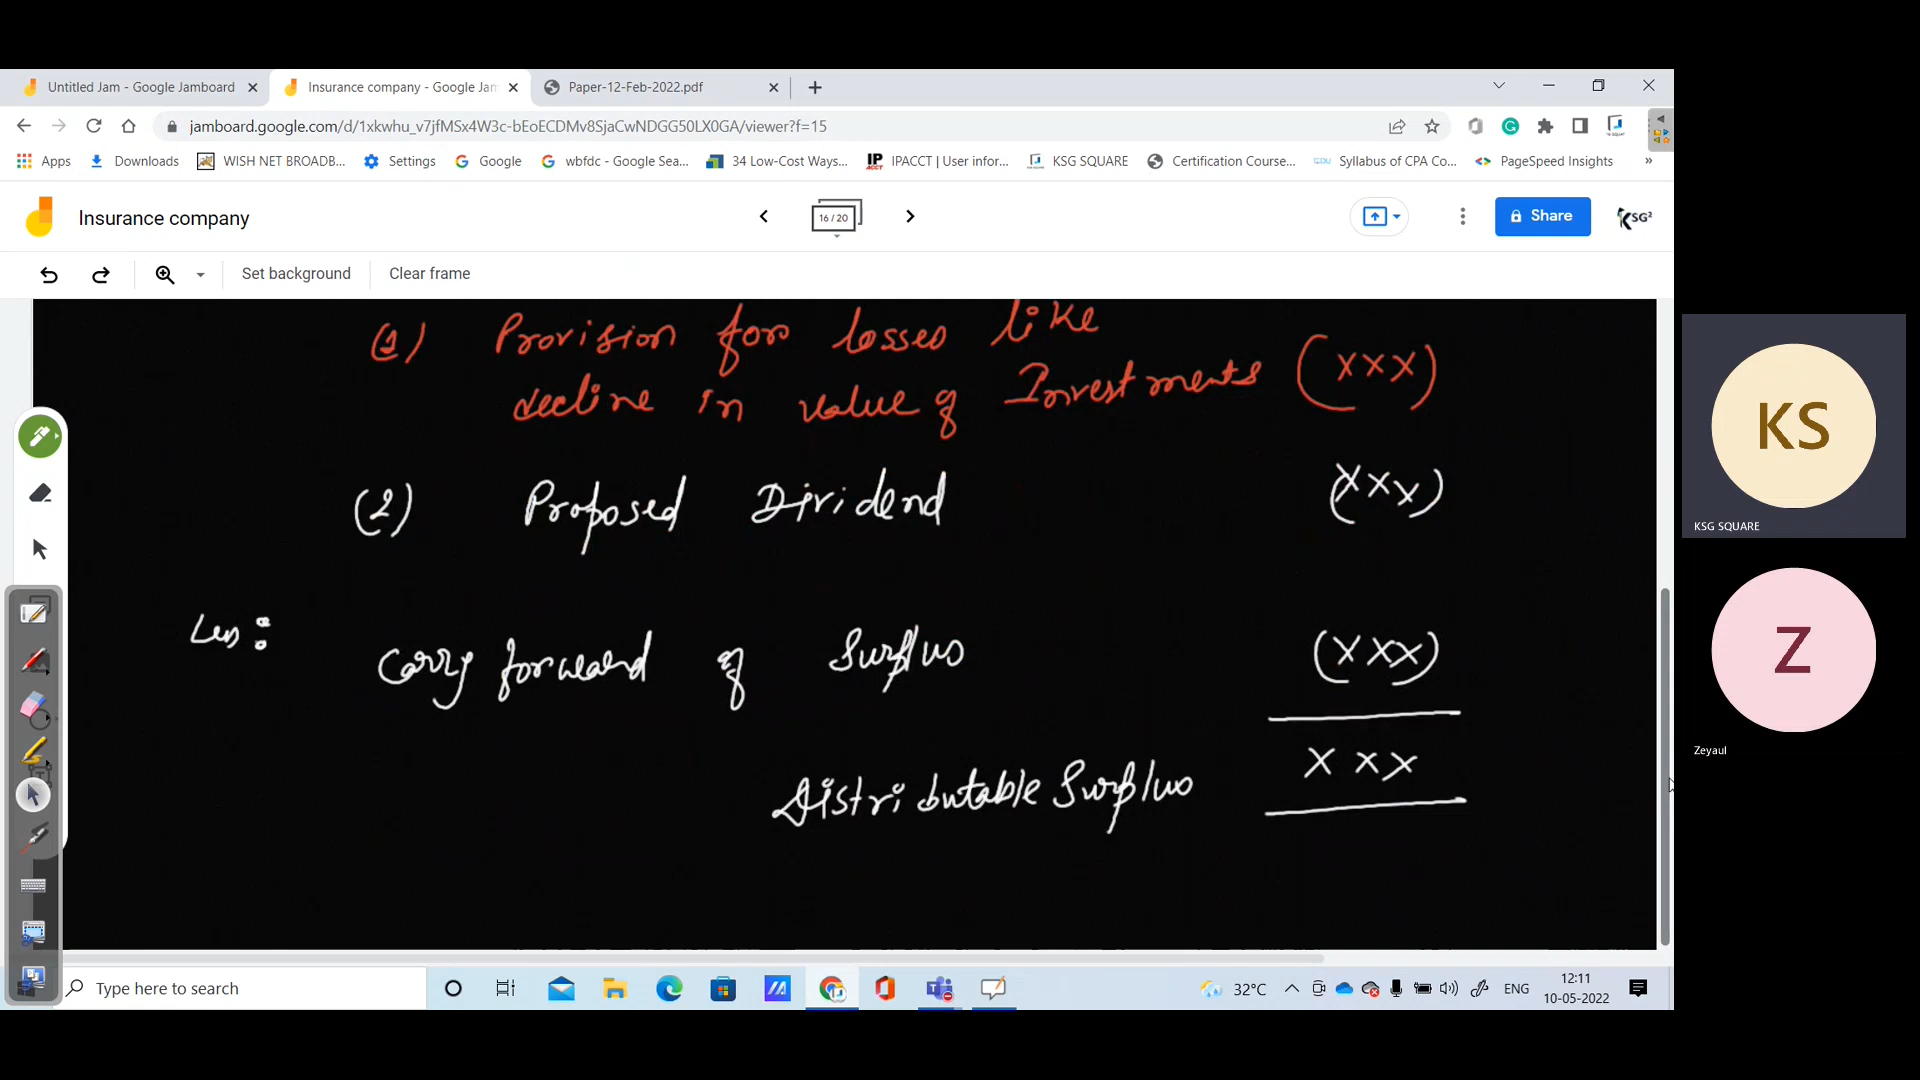 Untitled Jam - Google Jamboard
Insurance company - Google Jam
Paper-12-Feb-2022.pdf
jamboard.google.com/d/1xkwhu_v7jfMSx4W3c-bEoECDMv8SjaCwNDGG50LX0GA/viewer?f=15
Apps
Downloads
WISH NET BROADB...
Settings
Google
wbfdc - Google Sea...
34 Low-Cost Ways...
IPACCT | User infor...
KSG SQUARE
Certification Course...
Syllabus of CPA Co...
PageSpeed Insights
»
Insurance company
16 / 20
Share
KSG²
Set background
Clear frame
(1) Provision for losses like
decline in value of Investments (XXX)
(2) Proposed Dividend (XXX)
Less: Carry forward of Surplus (XXX)
Distributable Surplus XXX
KS
KSG SQUARE
Z
Zeyaul
Type here to search
32°C
ENG
12:11
10-05-2022